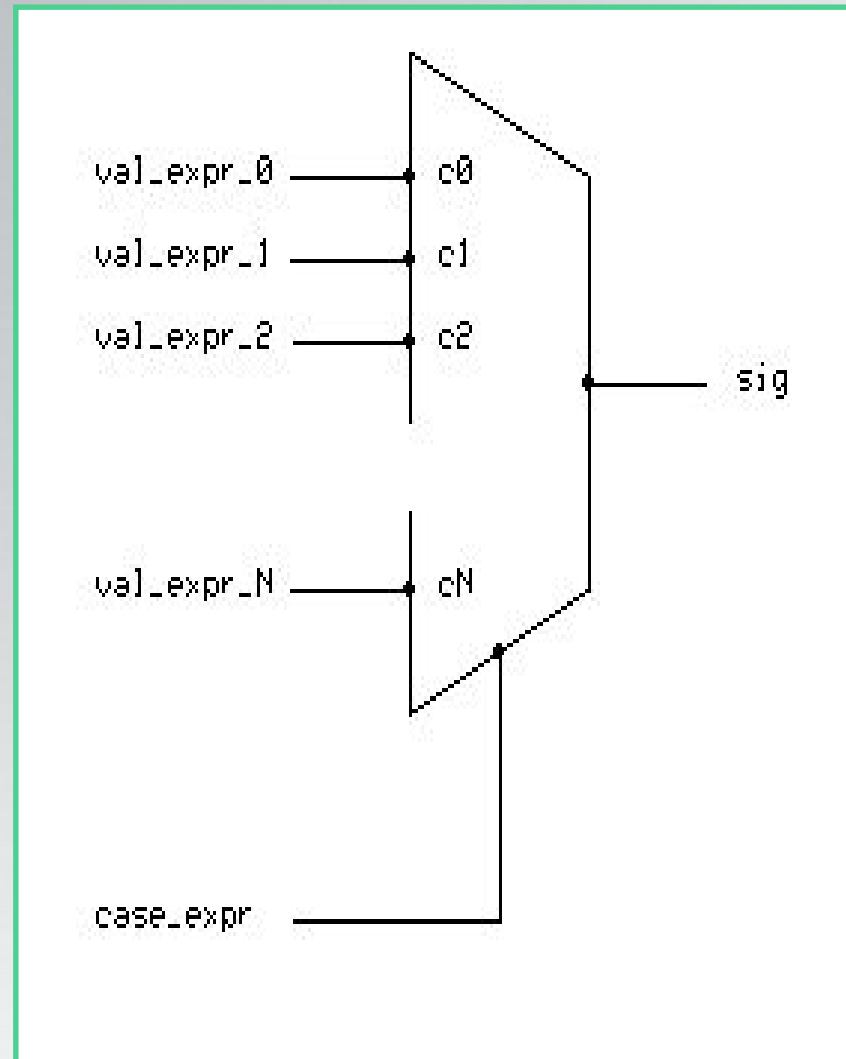 val_expr_0 c0
val_expr_1 c1
val_expr_2 c2
sig
val_expr_N cN
case_expr